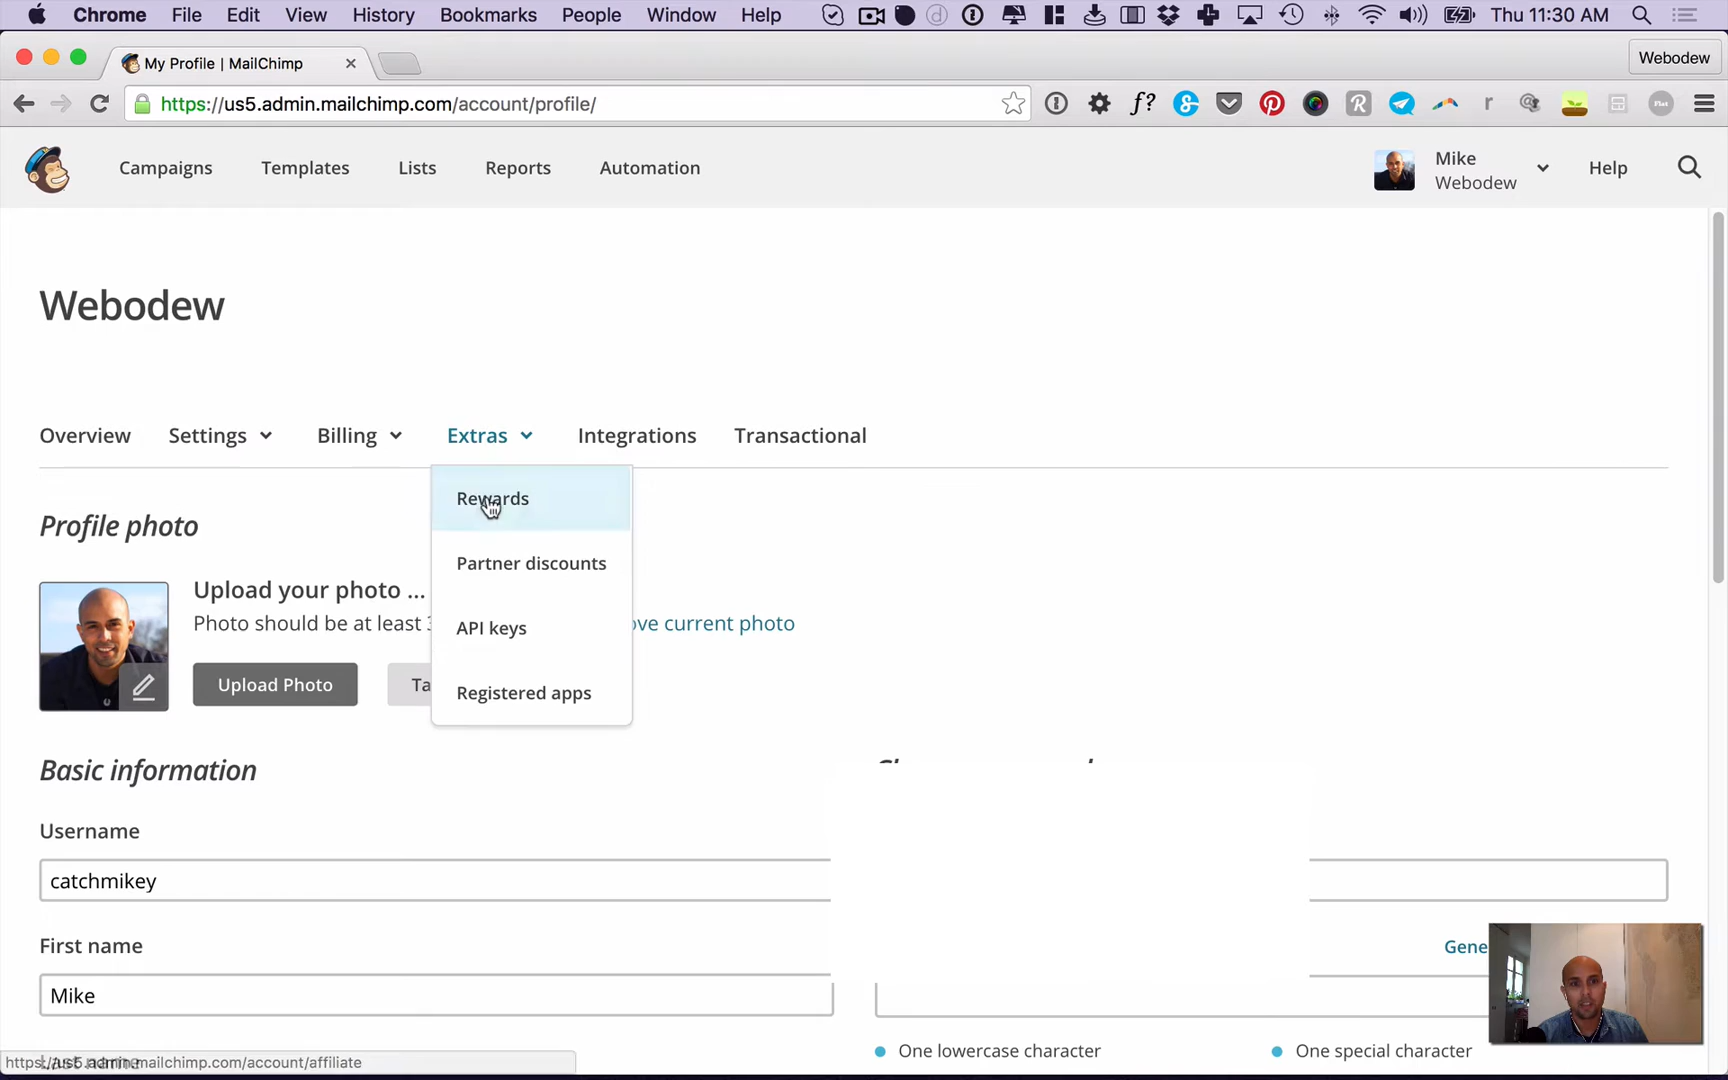 Chrome File Edit View History Bookmarks People Window Help Thu 11:30 AM
My Profile | MailChimp Webodew
https://us5.admin.mailchimp.com/account/profile/
Campaigns Templates Lists Reports Automation Mike Webodew Help
Webodew
Overview Settings Billing Extras Integrations Transactional
Rewards
Partner discounts
API keys
Registered apps
Profile photo
Upload your photo ...
Photo should be at least current photo
Upload Photo
Basic information
Username
catchmikey
First name
Mike
One lowercase character One special character
https://us5.admin.mailchimp.com/account/affiliate